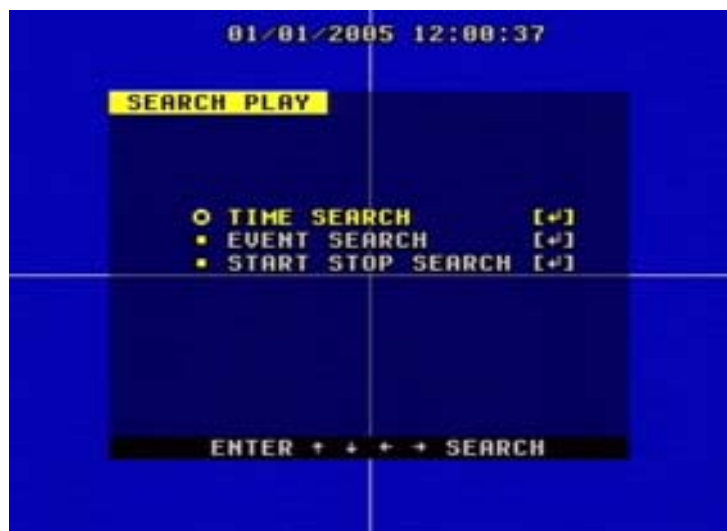 01/01/2005 12:00:37
SEARCH PLAY
TIME SEARCH [↵]
EVENT SEARCH [↵]
START STOP SEARCH [↵]
ENTER ↑ ↓ ← → SEARCH